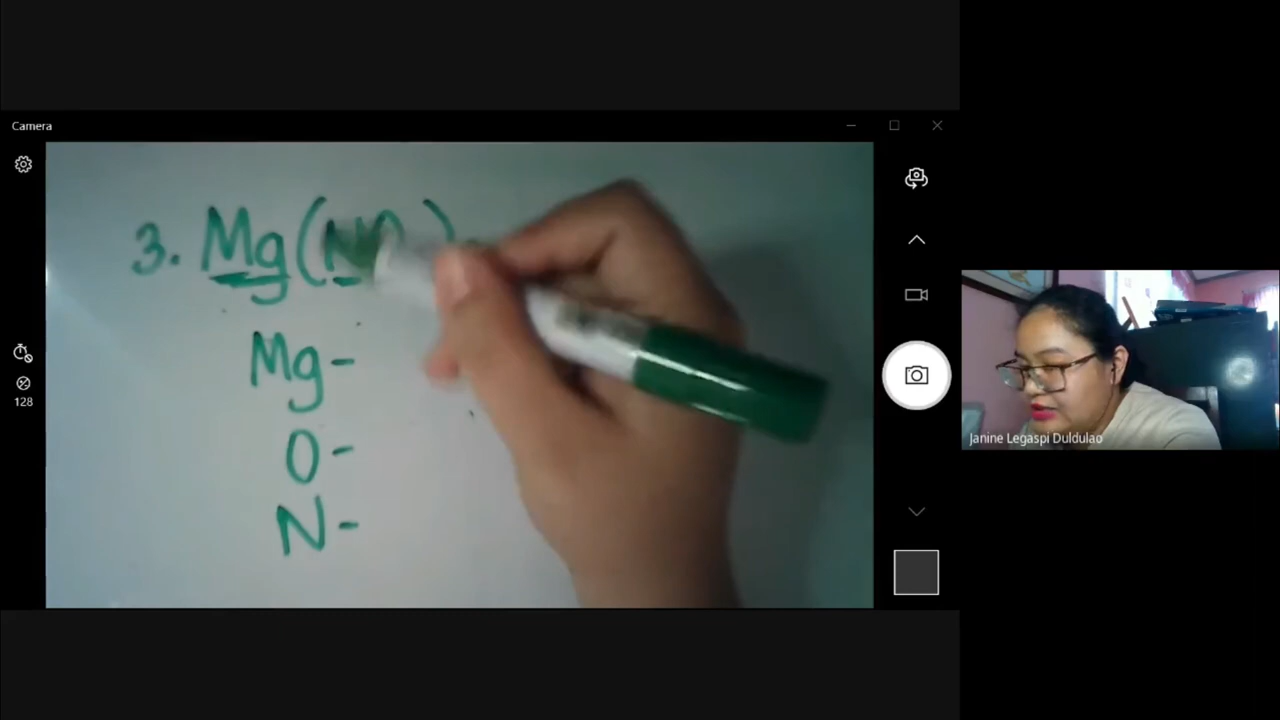 Camera
3. Mg(N
Mg-
128
O-
N-
Janine Legaspi Duldulao